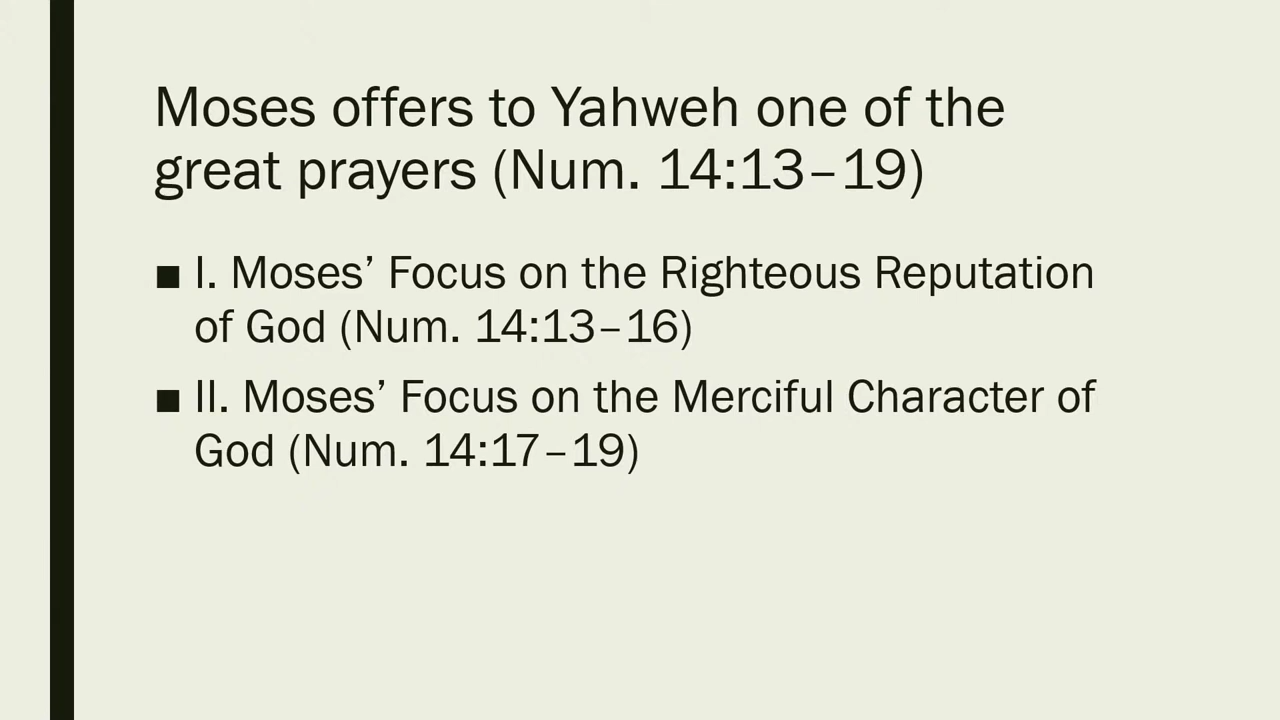 Moses offers to Yahweh one of the
great prayers (Num. 14:13–19)
■ I. Moses’ Focus on the Righteous Reputation
of God (Num. 14:13–16)
■ II. Moses’ Focus on the Merciful Character of
God (Num. 14:17–19)